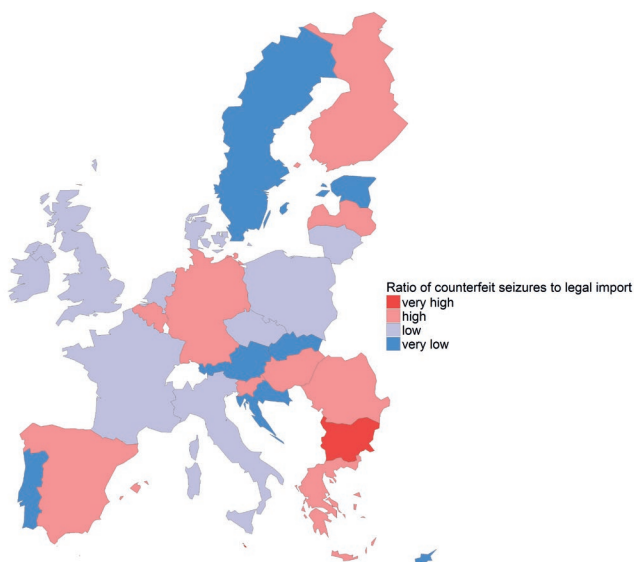 Ratio of counterfeit seizures to legal import
very high
high
low
very low